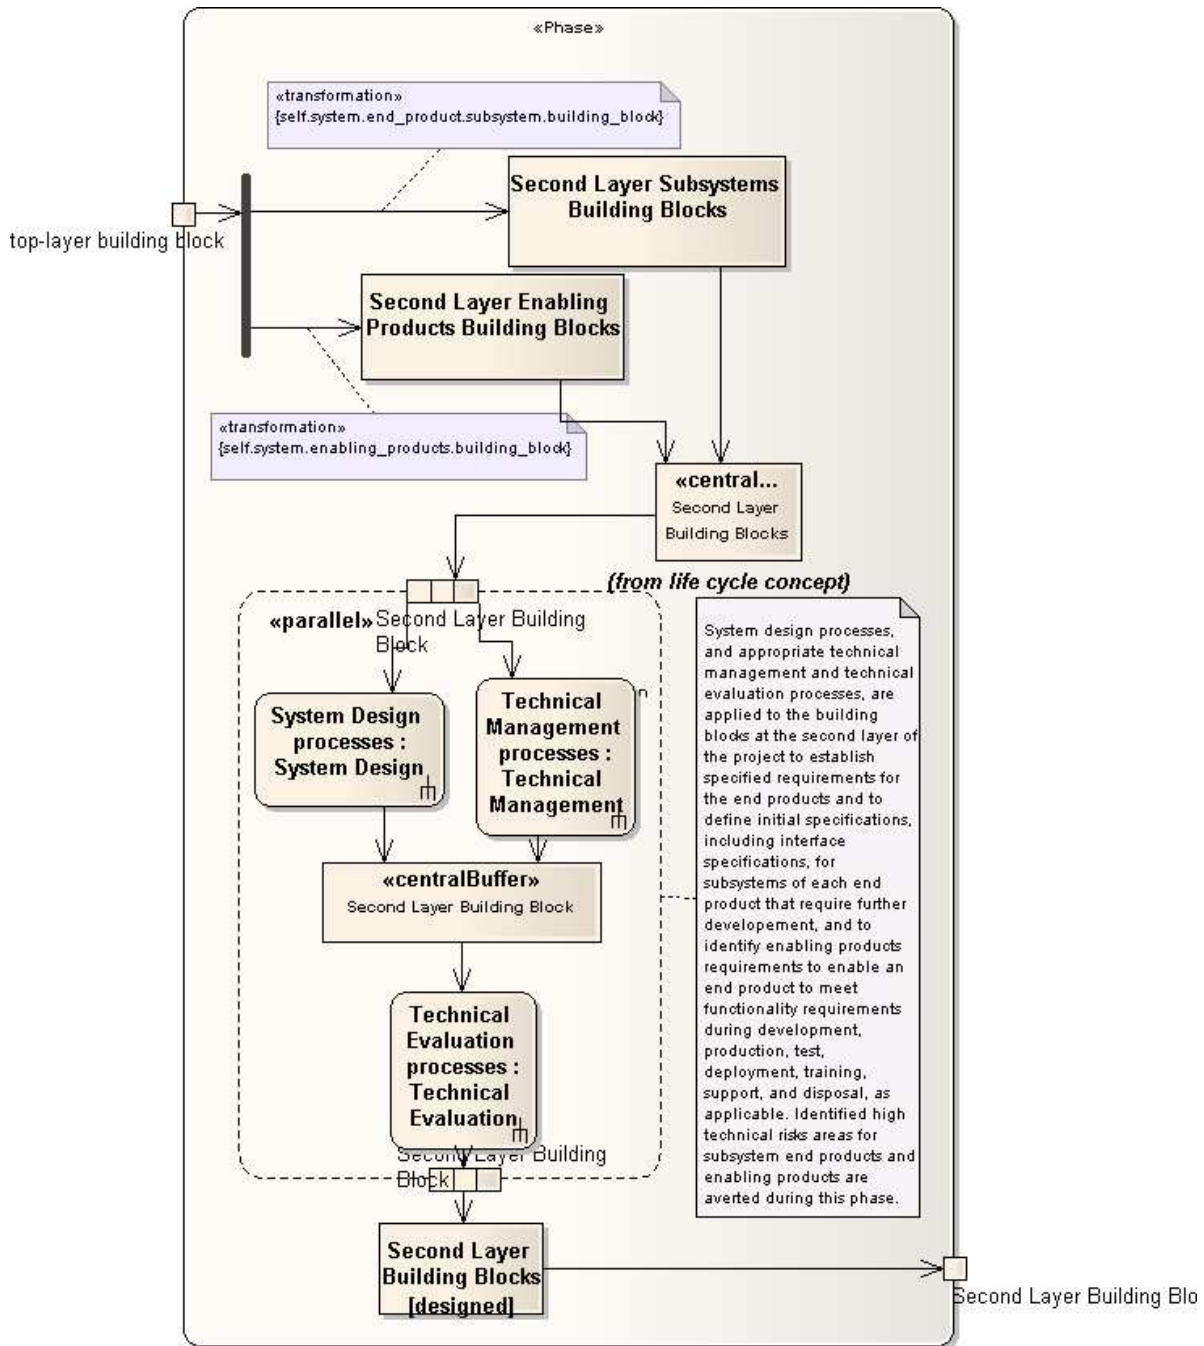 «Phase»
«transformation»
{self.system.end_product.subsystem.building_block}
Second Layer Subsystems
Building Blocks
top-layer building block
Second Layer Enabling
Products Building Blocks
«transformation»
{self.system.enabling_products.building_block}
«central...
Second Layer
Building Blocks
(from life cycle concept)
«parallel»
Second Layer Building
Block
System Design
processes :
System Design
Technical
Management
processes :
Technical
Management
n
«centralBuffer»
Second Layer Building Block
Technical
Evaluation
processes :
Technical
Evaluation
Second Layer Building
Block
Second Layer
Building Blocks
[designed]
System design processes,
and appropriate technical
management and technical
evaluation processes, are
applied to the building
blocks at the second layer of
the project to establish
specified requirements for
the end products and to
define initial specifications,
including interface
specifications, for
subsystems of each end
product that require further
developement, and to
identify enabling products
requirements to enable an
end product to meet
functionality requirements
during development,
production, test,
deployment, training,
support, and disposal, as
applicable. Identified high
technical risks areas for
subsystem end products and
enabling products are
averted during this phase.
Second Layer Building Blo